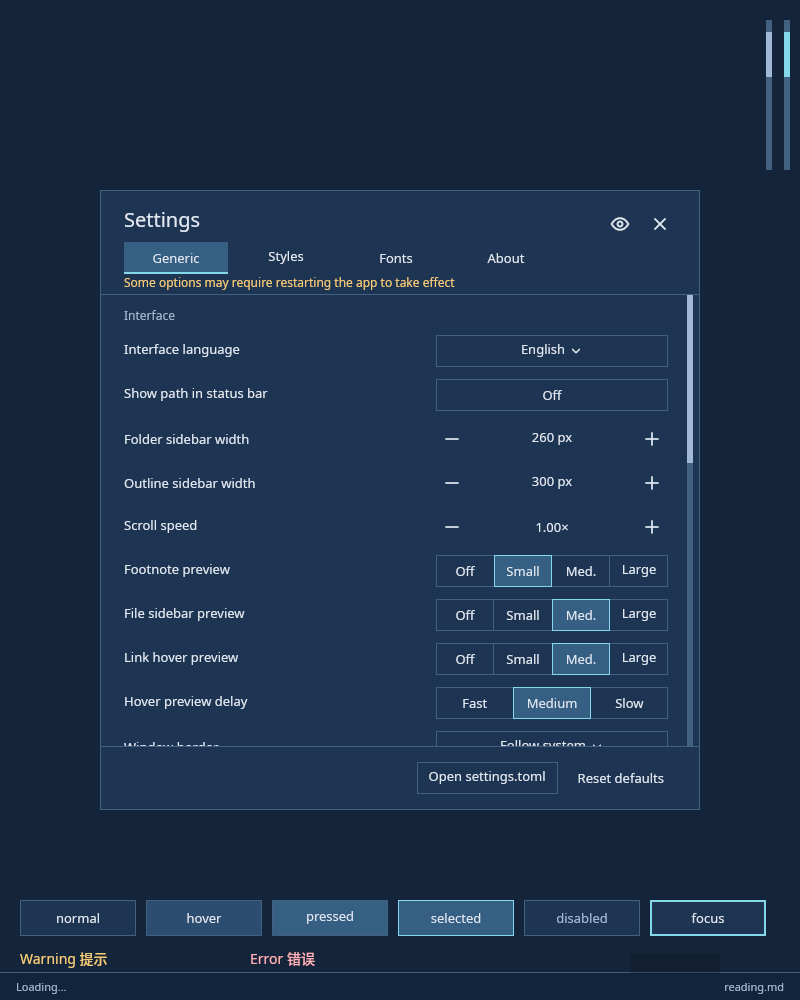 Settings
Generic Styles Fonts About
Some options may require restarting the app to take effect
Interface
Interface language English
Show path in status bar Off
Folder sidebar width 260 px
Outline sidebar width 300 px
Scroll speed 1.00×
Footnote preview Off Small Med. Large
File sidebar preview Off Small Med. Large
Link hover preview Off Small Med. Large
Hover preview delay Fast Medium Slow
Window border Follow system
Open settings.toml Reset defaults
normal hover pressed selected disabled focus
Warning 提示 Error 错误
Loading... reading.md